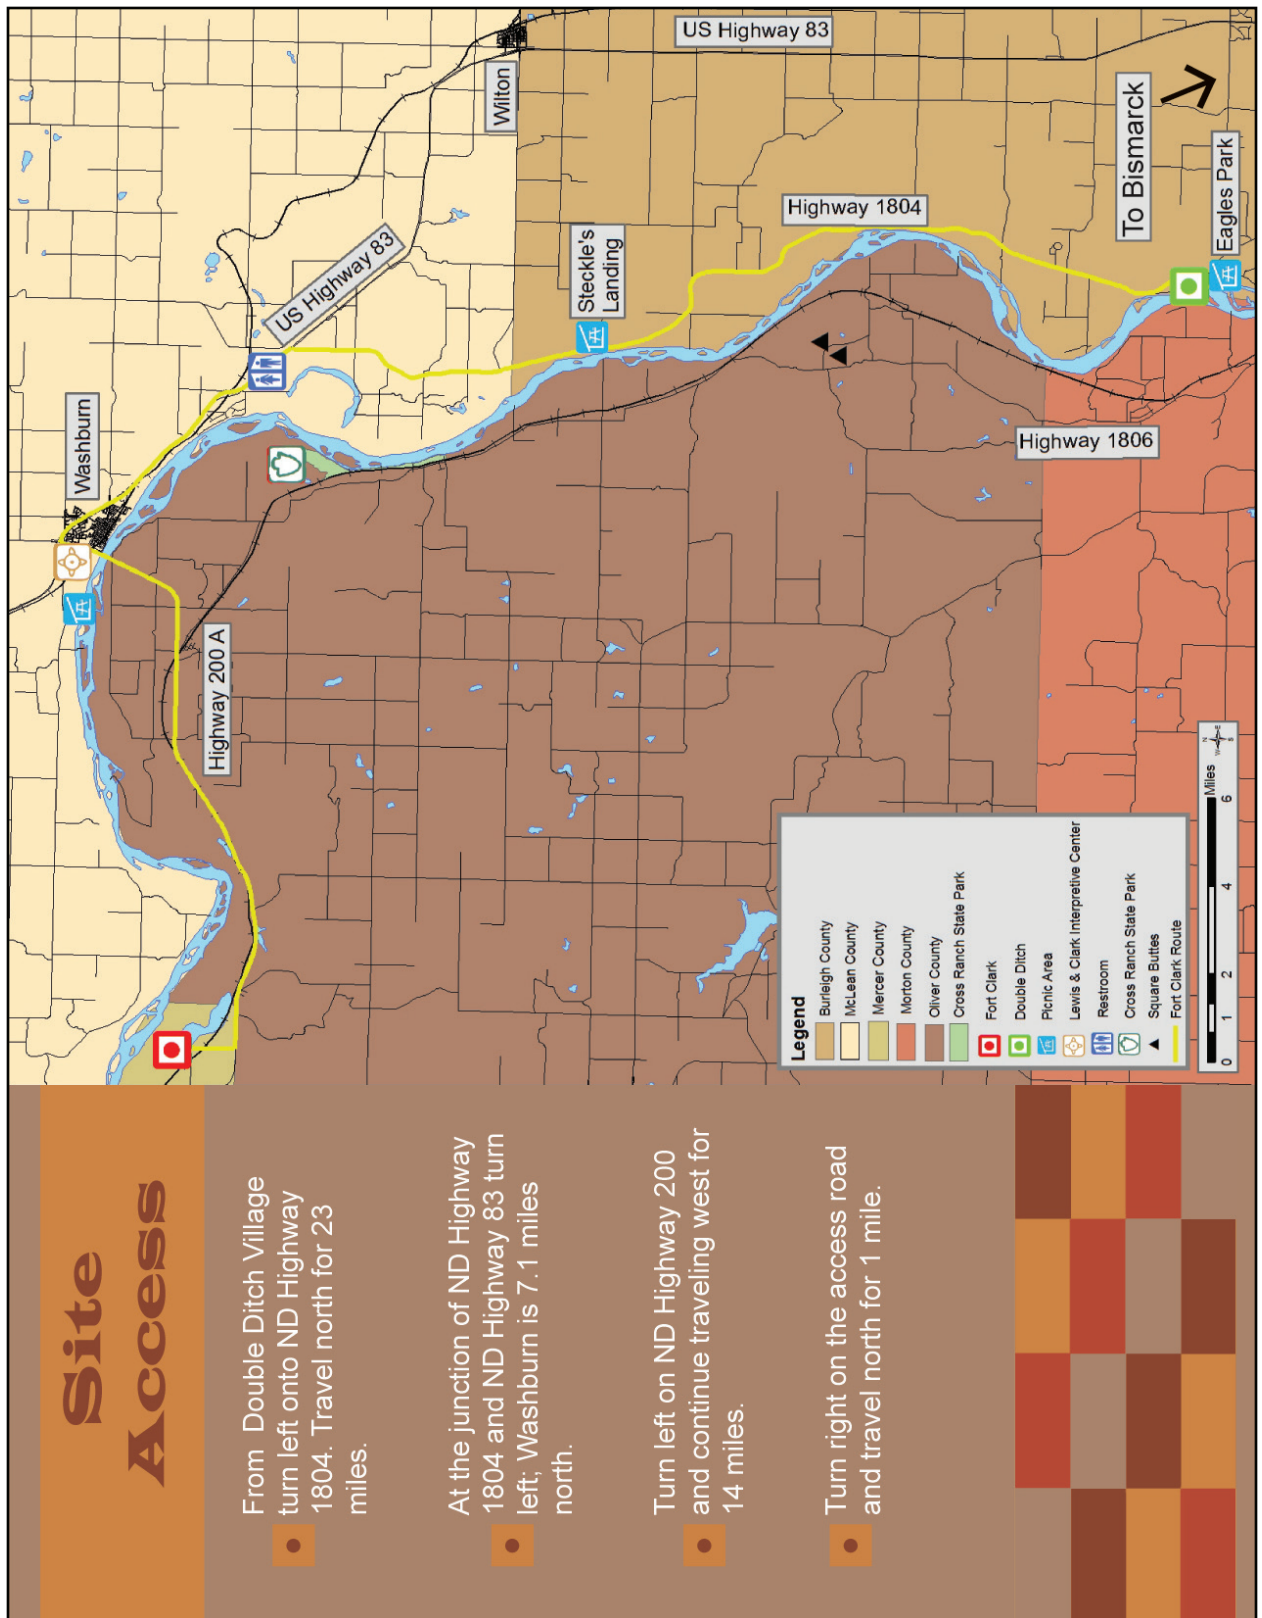 Site
Access
From Double Ditch Village
turn left onto ND Highway
1804. Travel north for 23
miles.
At the junction of ND Highway
1804 and ND Highway 83 turn
left; Washburn is 7.1 miles
north.
Turn left on ND Highway 200
and continue traveling west for
14 miles.
Turn right on the access road
and travel north for 1 mile.
Washburn
Highway 200 A
US Highway 83
Wilton
US Highway 83
Steckle's
Landing
Highway 1804
Highway 1806
To Bismarck
Eagles Park
Legend
Burleigh County
McLean County
Mercer County
Morton County
Oliver County
Cross Ranch State Park
Fort Clark
Double Ditch
Picnic Area
Lewis & Clark Interpretive Center
Restroom
Cross Ranch State Park
Square Buttes
Fort Clark Route
0 1 2 4 6
Miles
N
W E
S